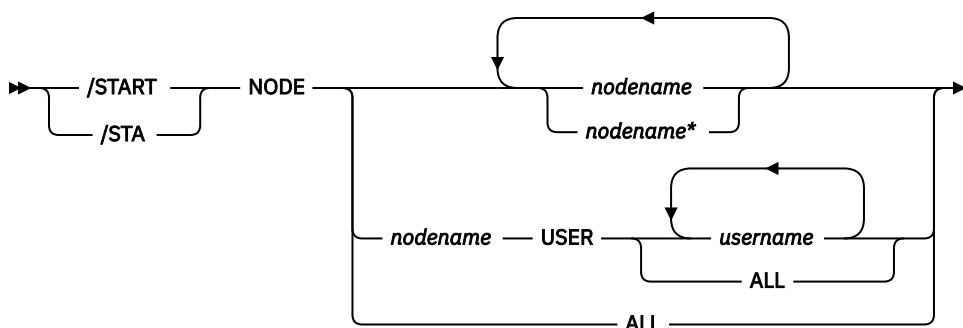 /START NODE nodename
/STA nodename*
nodename USER username
ALL
ALL